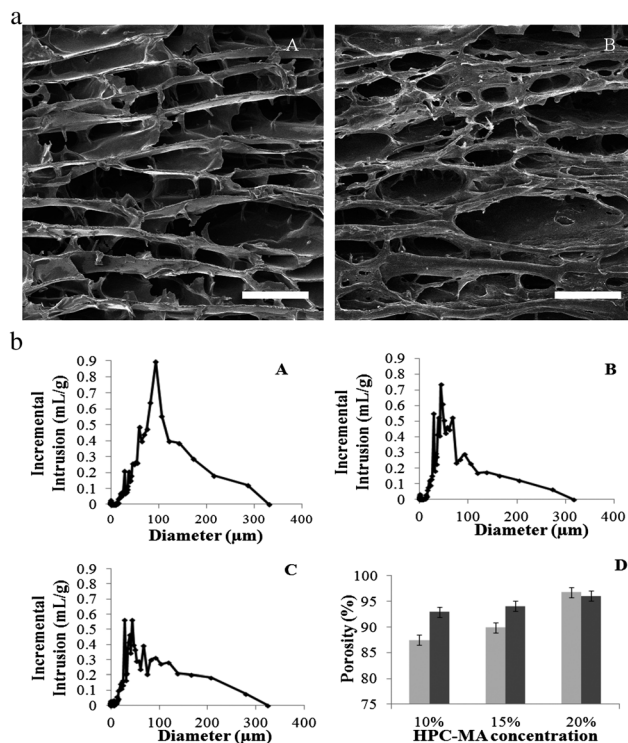 a
A
B
b
0.9
0.8
0.7
0.6
0.5
0.4
0.3
0.2
0.1
0
Incremental
Intrusion (mL/g)
A
0 100 200 300 400
Diameter (µm)
0.9
0.8
0.7
0.6
0.5
0.4
0.3
0.2
0.1
0
Incremental
Intrusion (mL/g)
B
0 100 200 300 400
Diameter (µm)
0.9
0.8
0.7
0.6
0.5
0.4
0.3
0.2
0.1
0
Incremental
Intrusion (mL/g)
C
0 100 200 300 400
Diameter (µm)
100
95
90
85
80
75
Porosity (%)
D
10% 15% 20%
HPC-MA concentration